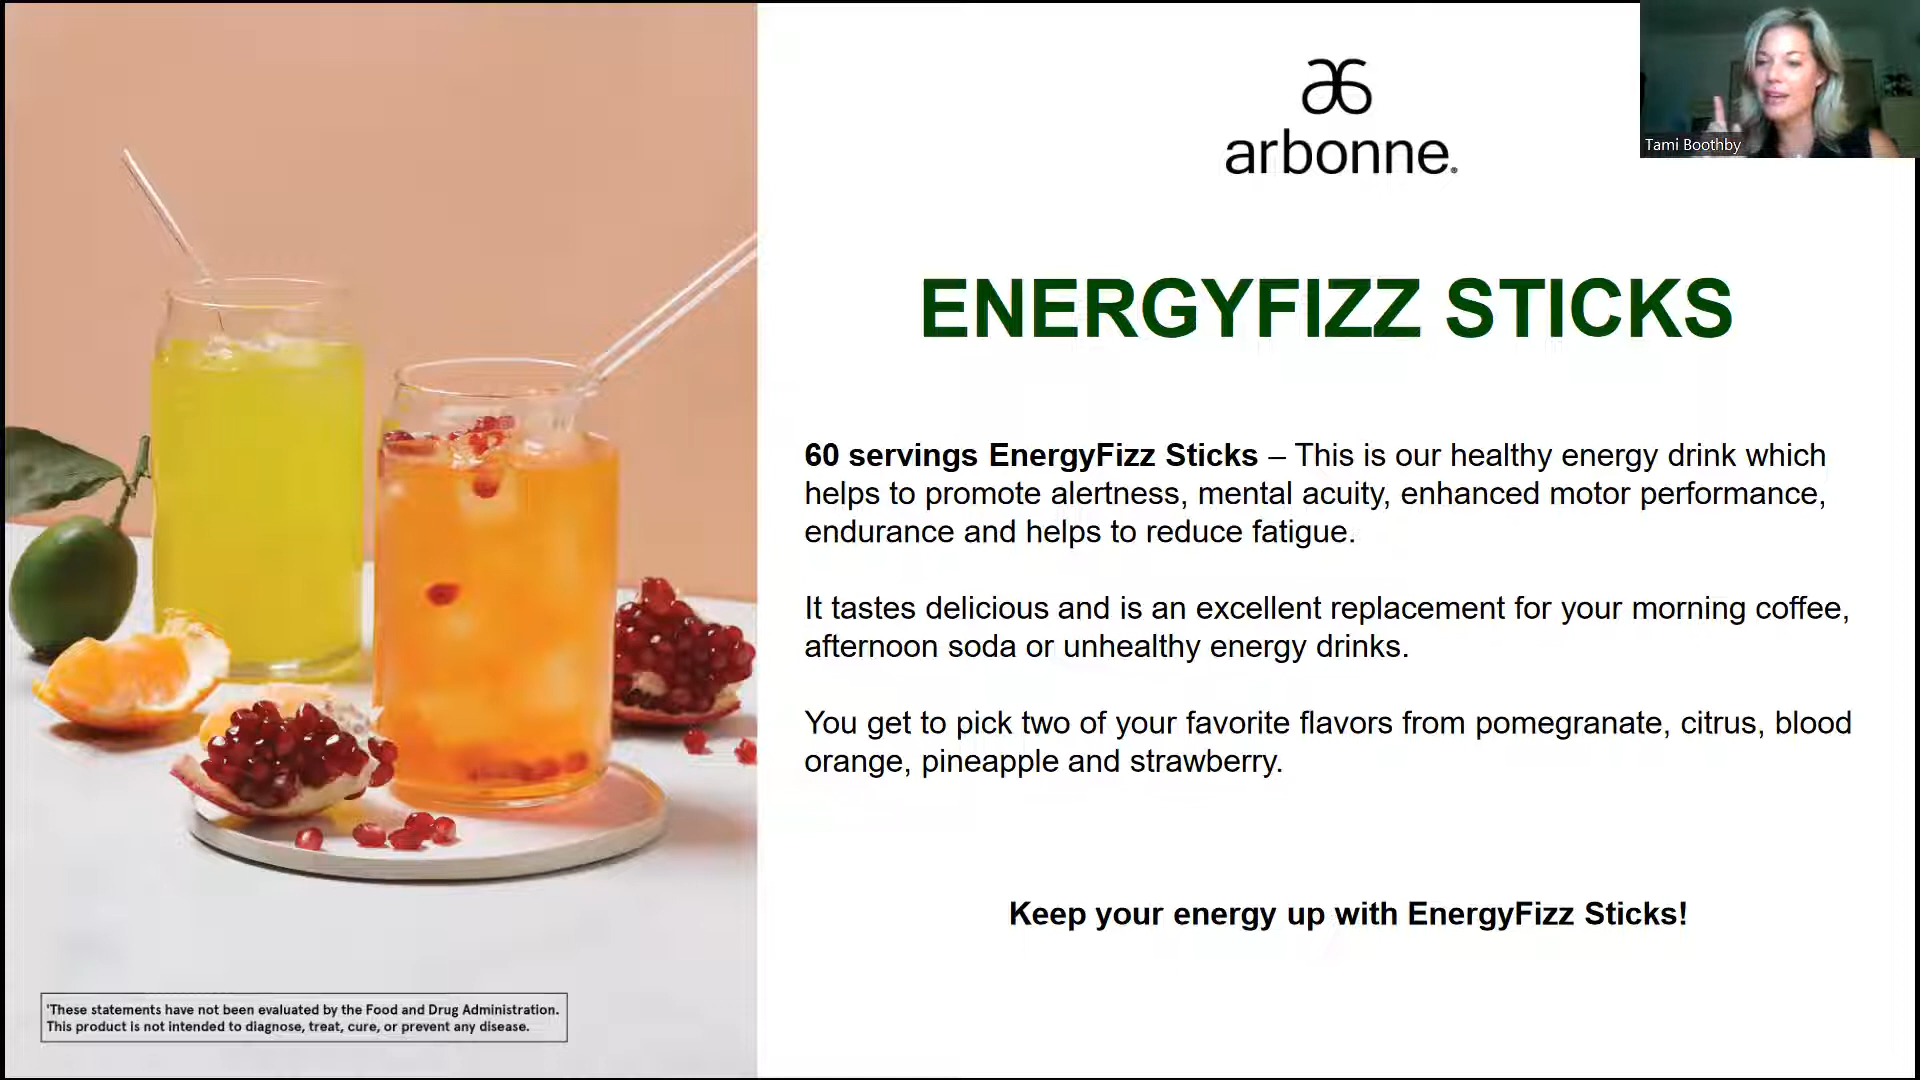 arbonne.
Tami Boothby
ENERGYFIZZ STICKS
60 servings EnergyFizz Sticks – This is our healthy energy drink which
helps to promote alertness, mental acuity, enhanced motor performance,
endurance and helps to reduce fatigue.
It tastes delicious and is an excellent replacement for your morning coffee,
afternoon soda or unhealthy energy drinks.
You get to pick two of your favorite flavors from pomegranate, citrus, blood
orange, pineapple and strawberry.
Keep your energy up with EnergyFizz Sticks!
'These statements have not been evaluated by the Food and Drug Administration.
This product is not intended to diagnose, treat, cure, or prevent any disease.